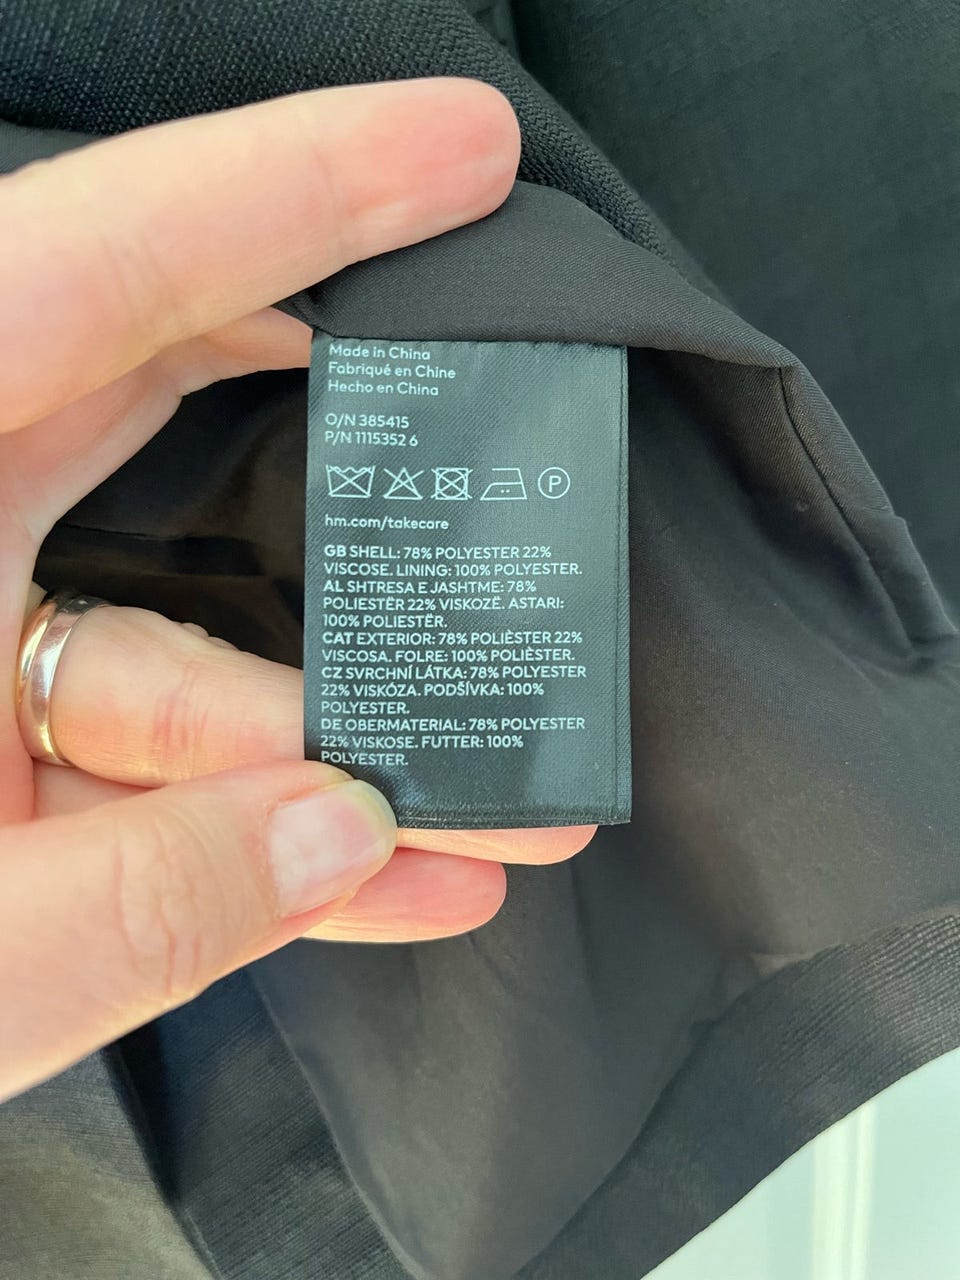 Made in China
Fabriqué en Chine
Hecho en China
O/N 385415
P/N 1115352 6
P
hm.com/takecare
GB SHELL: 78% POLYESTER 22%
VISCOSE. LINING: 100% POLYESTER.
AL SHTRESA E JASHTME: 78%
POLIESTËR 22% VISKOZË. ASTARI:
100% POLIESTËR.
CAT EXTERIOR: 78% POLIÈSTER 22%
VISCOSA. FOLRE: 100% POLIÈSTER.
CZ SVRCHNÍ LÁTKA: 78% POLYESTER
22% VISKÓZA. PODŠÍVKA: 100%
POLYESTER.
DE OBERMATERIAL: 78% POLYESTER
22% VISKOSE. FUTTER: 100%
POLYESTER.